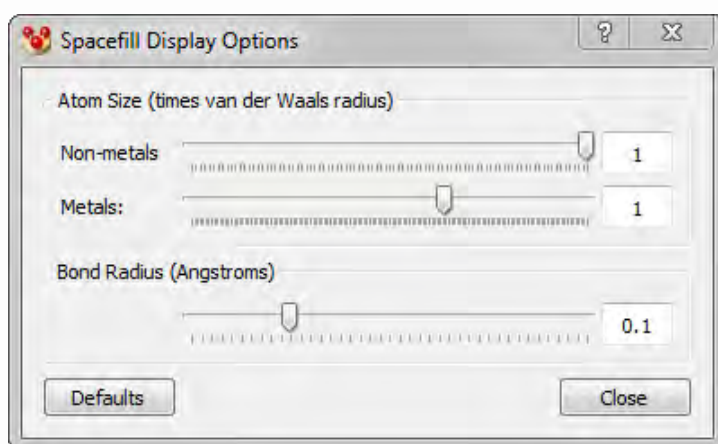 Spacefill Display Options
Atom Size (times van der Waals radius)
Non-metals 1
Metals: 1
Bond Radius (Angstroms)
0.1
Defaults Close